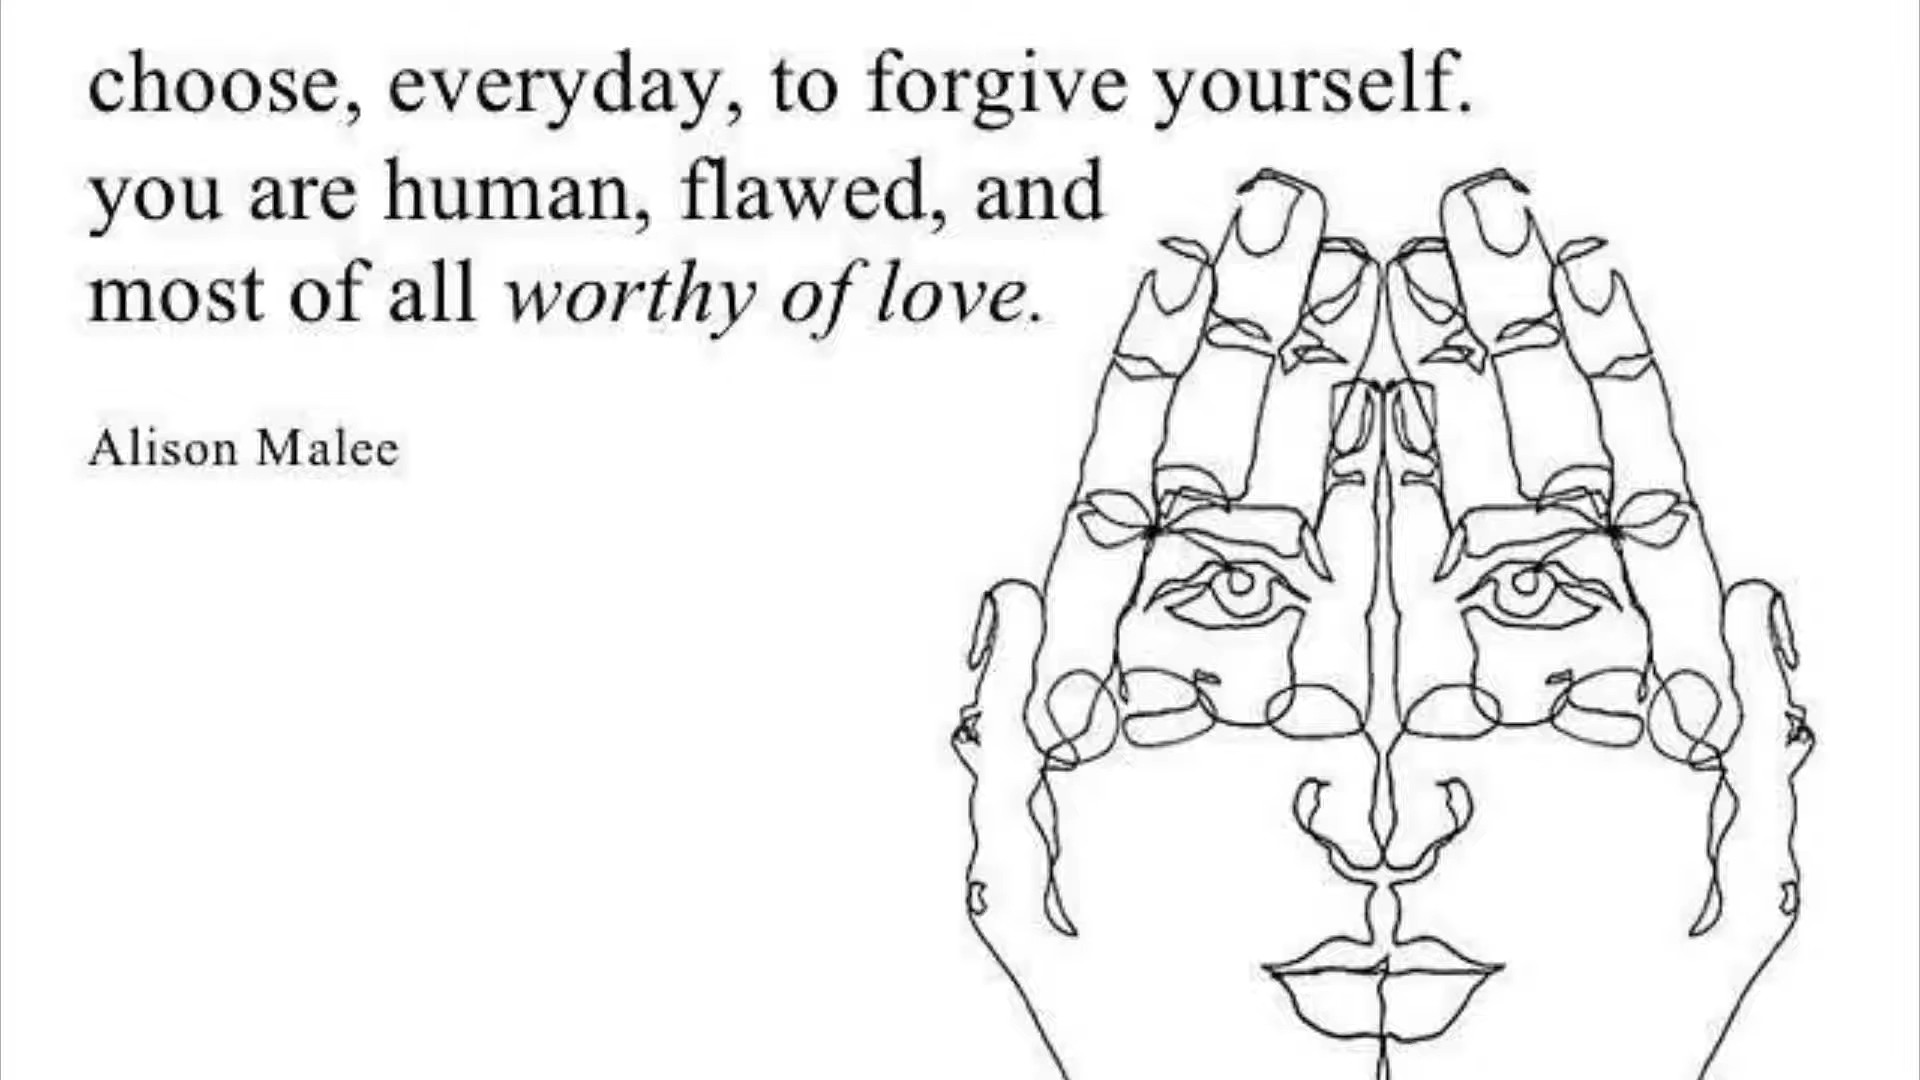 choose, everyday, to forgive yourself.
you are human, flawed, and
most of all worthy of love.
Alison Malee